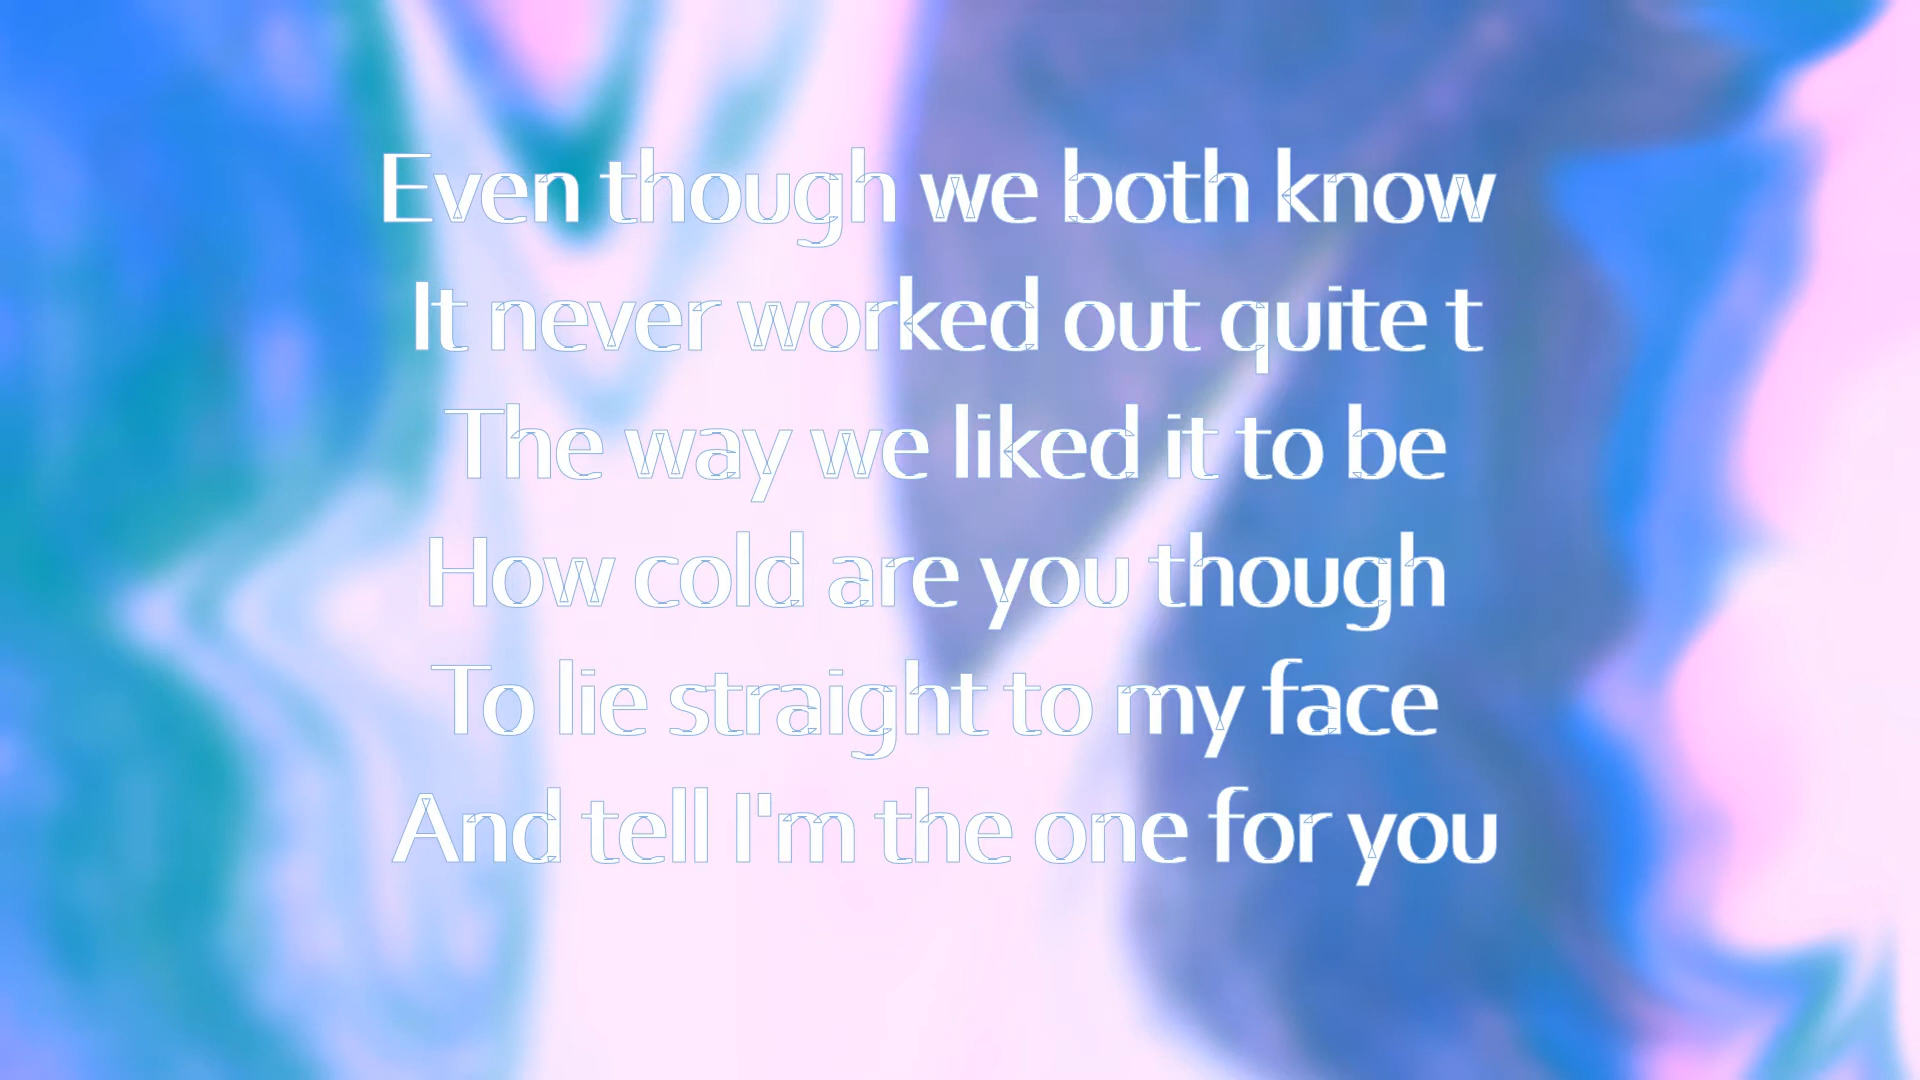 Even though we both know
It never worked out quite t
The way we liked it to be
How cold are you though
To lie straight to my face
And tell I'm the one for you